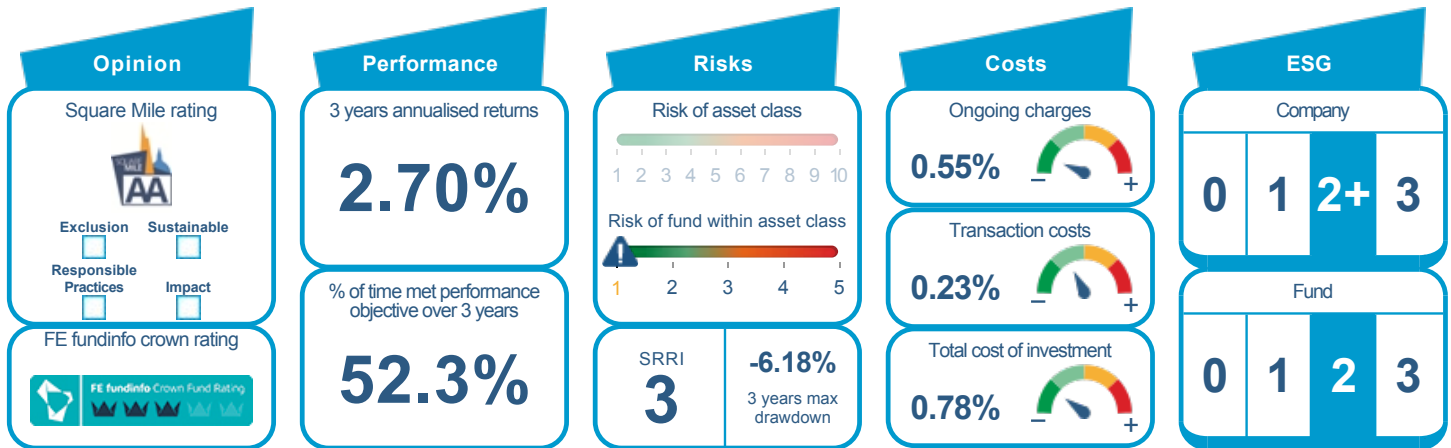 Opinion
Square Mile rating
SQUARE
MILE
AA
Exclusion Sustainable
Responsible
Practices Impact
FE fundinfo crown rating
FE fundinfo Crown Fund Rating
Performance
3 years annualised returns
2.70%
% of time met performance
objective over 3 years
52.3%
Risks
Risk of asset class
1 2 3 4 5 6 7 8 9 10
Risk of fund within asset class
!
1 2 3 4 5
SRRI
3
-6.18%
3 years max
drawdown
Costs
Ongoing charges
0.55%
– +
Transaction costs
0.23%
– +
Total cost of investment
0.78%
– +
ESG
Company
0 1 2+ 3
Fund
0 1 2 3